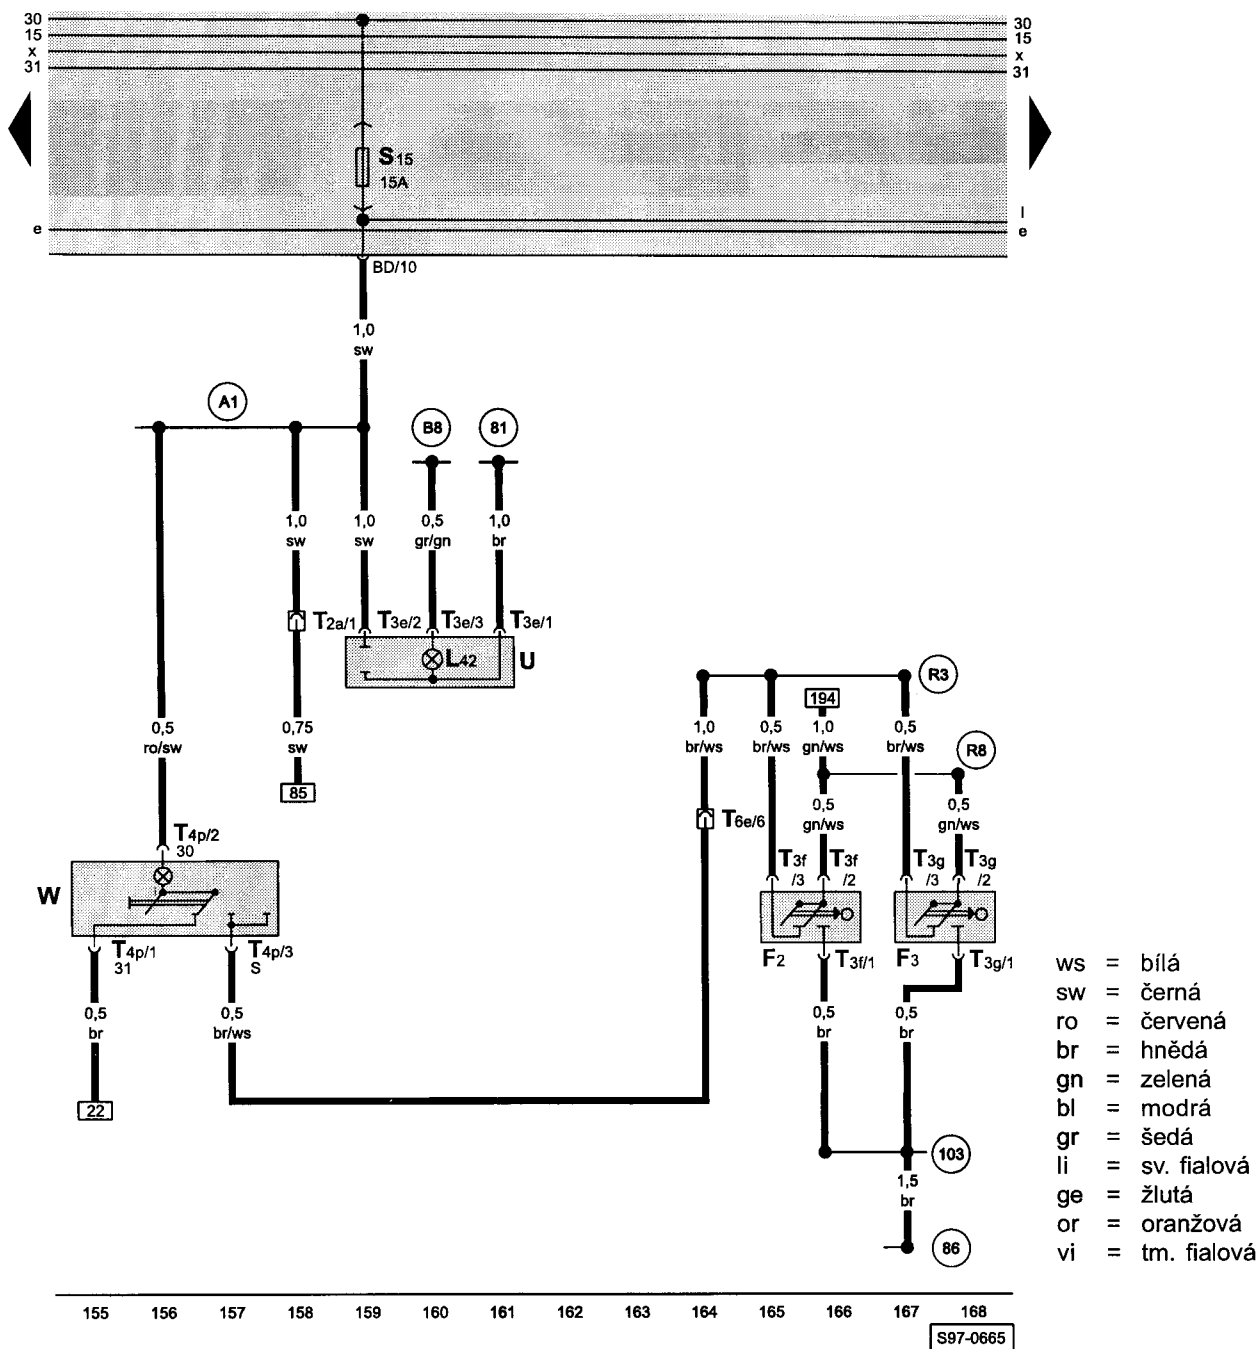 30 30
15 15
x x
31 31
S15
15A
l
e e
BD/10
1,0
sw
A1 B8 81
1,0 1,0 0,5 1,0
sw sw gr/gn br
T2a/1 T3e/2 T3e/3 T3e/1
L42 U
R3
194
0,5 0,75 1,0 0,5 1,0 0,5
ro/sw sw br/ws br/ws gn/ws br/ws
R8
85
0,5 0,5
gn/ws gn/ws
T6e/6
T4p/2
30
T3f T3f T3g T3g
/3 /2 /3 /2
W
T4p/1 T4p/3
31 S
F2 T3f/1 F3 T3g/1
0,5 0,5 0,5 0,5
br br/ws br br
22
103
1,5
br
86
ws = bílá
sw = černá
ro = červená
br = hnědá
gn = zelená
bl = modrá
gr = šedá
li = sv. fialová
ge = žlutá
or = oranžová
vi = tm. fialová
155 156 157 158 159 160 161 162 163 164 165 166 167 168
S97-0665